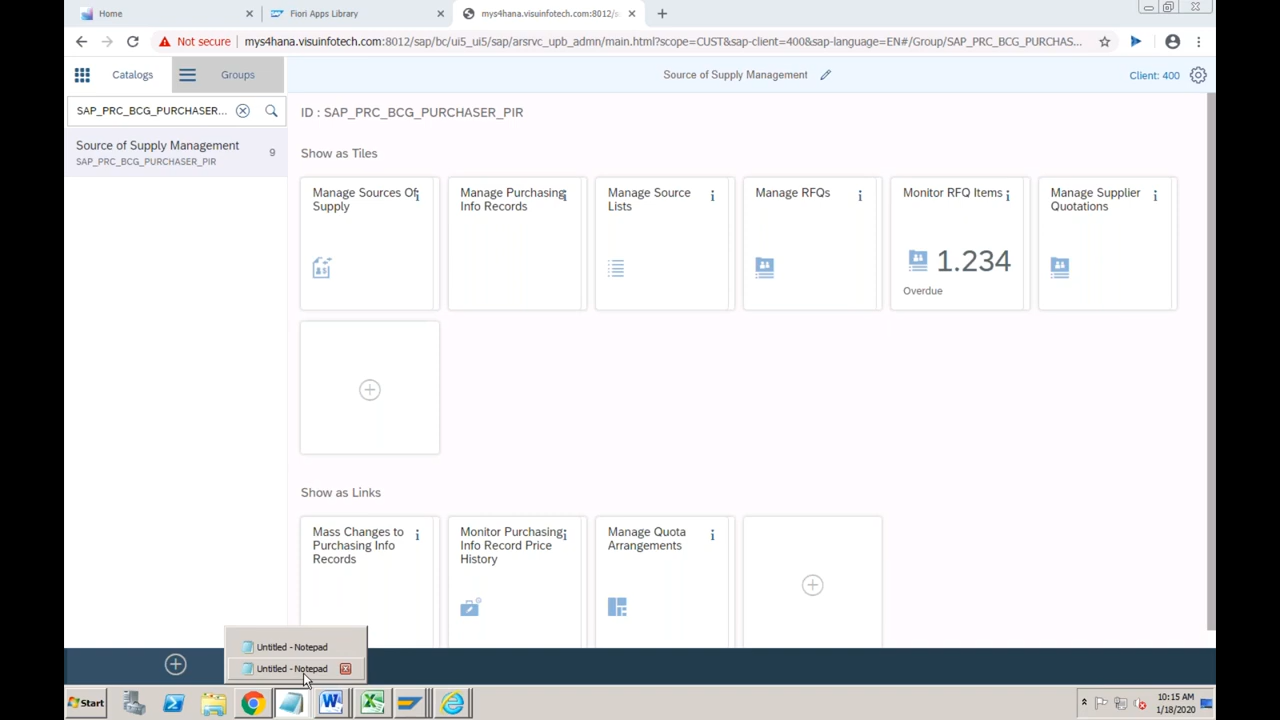 Home
Fiori Apps Library
mys4hana.visuinfotech.com:8012/s
Not secure
mys4hana.visuinfotech.com:8012/sap/bc/ui5_ui5/sap/arsrvc_upb_admn/main.html?scope=CUST&sap-client=400&sap-language=EN#/Group/SAP_PRC_BCG_PURCHAS...
Catalogs
Groups
Source of Supply Management
Client: 400
SAP_PRC_BCG_PURCHASER...
ID : SAP_PRC_BCG_PURCHASER_PIR
Source of Supply Management
9
SAP_PRC_BCG_PURCHASER_PIR
Show as Tiles
Manage Sources Of
Supply
Manage Purchasing
Info Records
Manage Source
Lists
Manage RFQs
Monitor RFQ Items
1.234
Overdue
Manage Supplier
Quotations
Show as Links
Mass Changes to
Purchasing Info
Records
Monitor Purchasing
Info Record Price
History
Manage Quota
Arrangements
Untitled - Notepad
Untitled - Notepad
Start
10:15 AM
1/18/2020